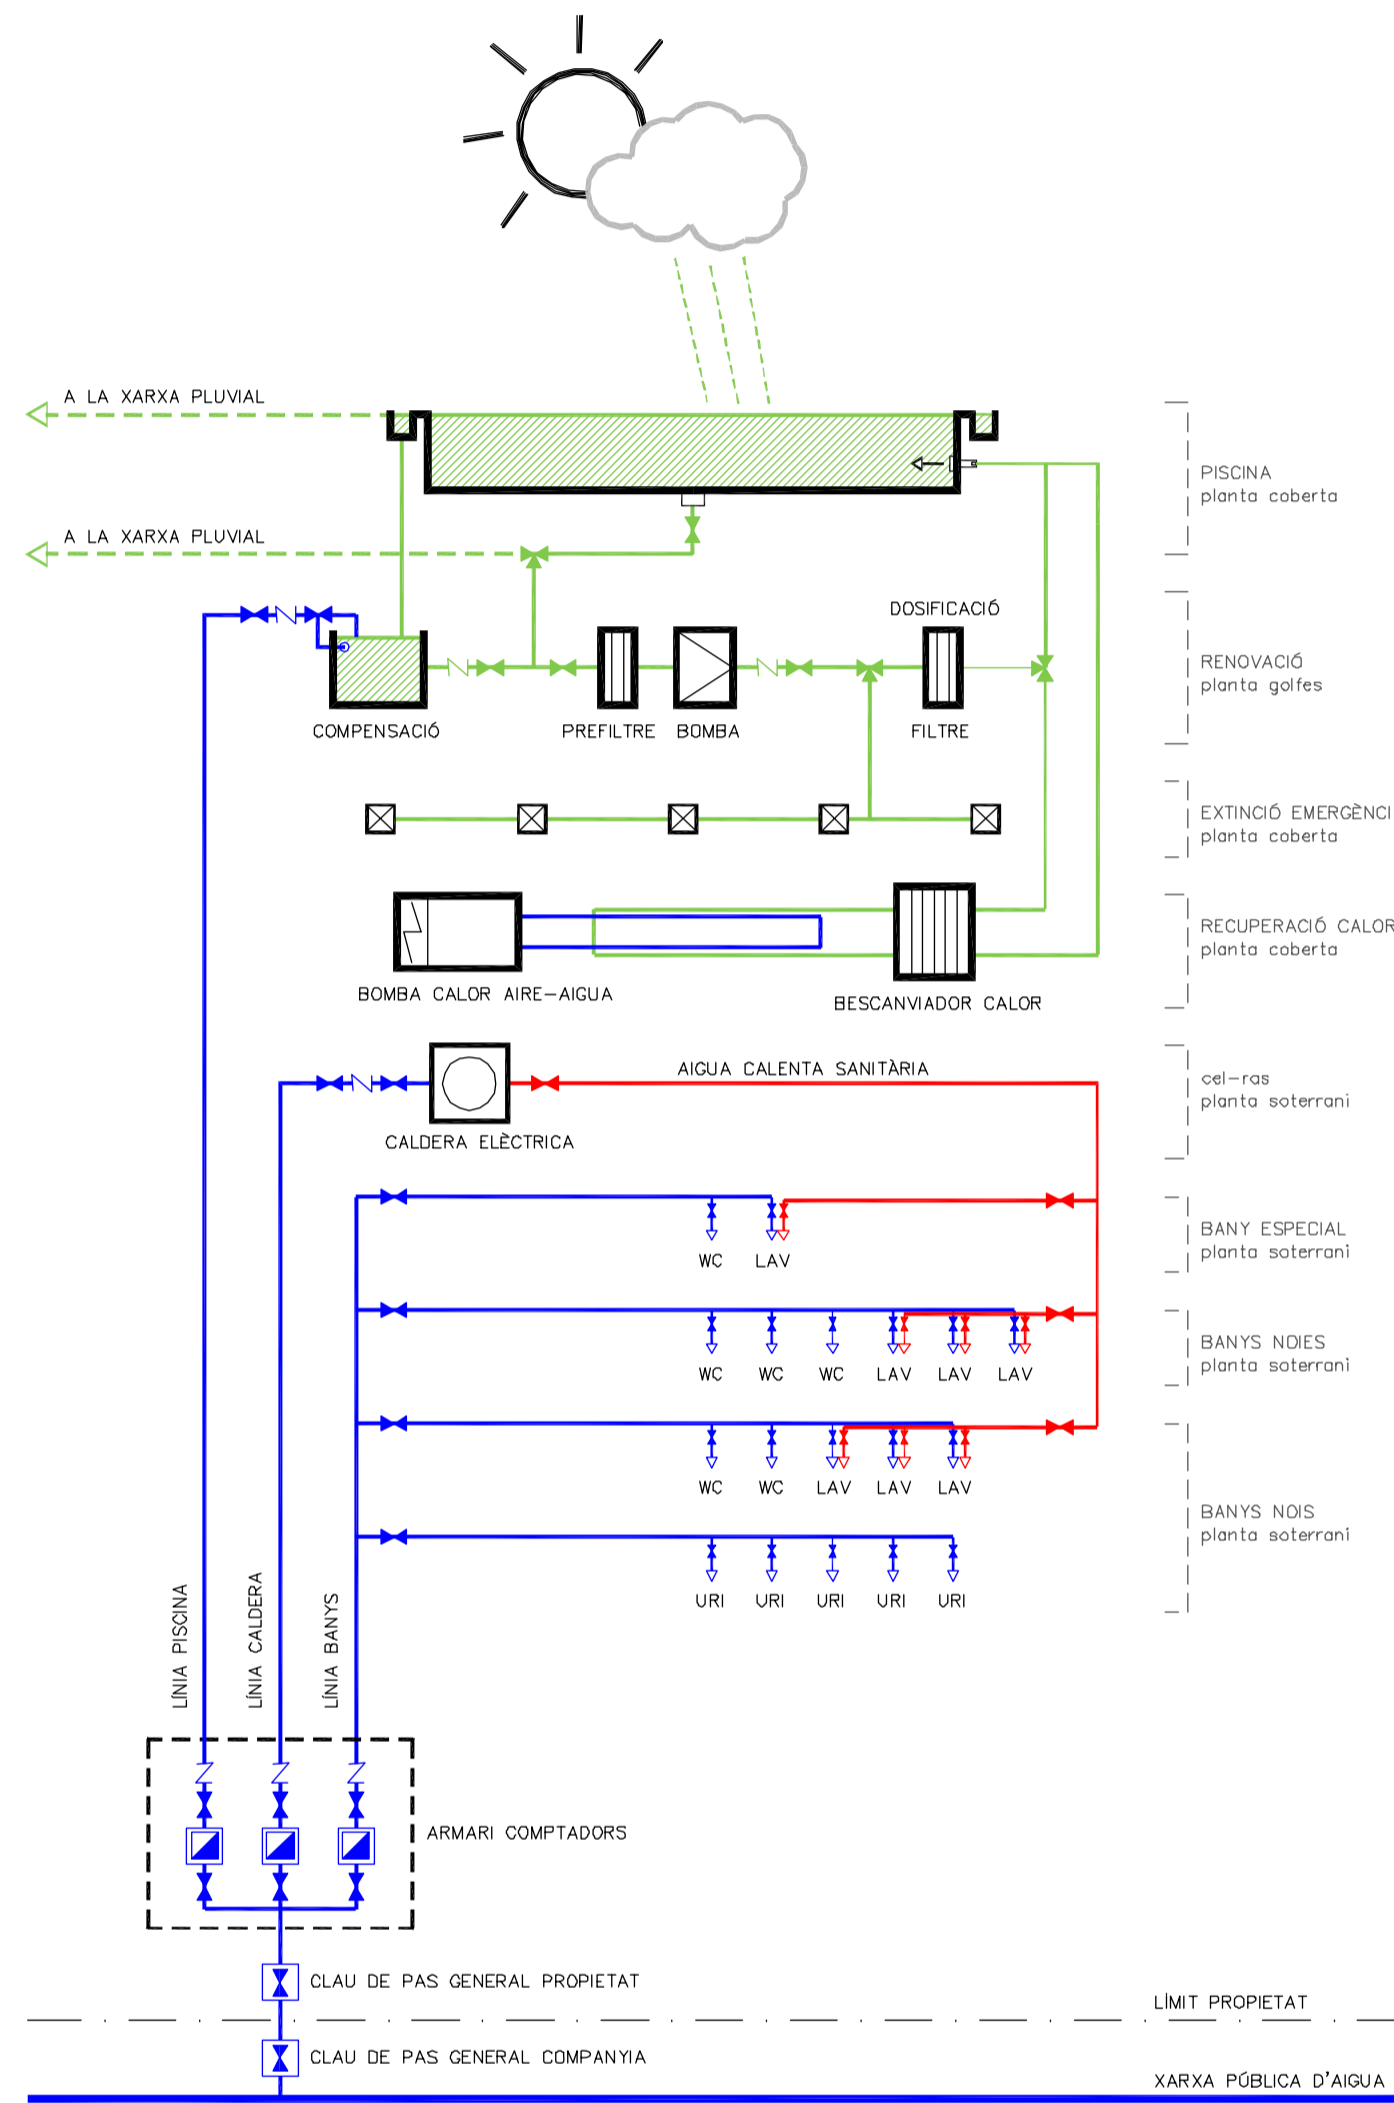 A LA XARXA PLUVIAL
PISCINA
planta coberta
A LA XARXA PLUVIAL
DOSIFICACIÓ
RENOVACIÓ
planta golfes
COMPENSACIÓ
PREFILTRE
BOMBA
FILTRE
EXTINCIÓ EMERGÈNCI
planta coberta
RECUPERACIÓ CALOR
planta coberta
BOMBA CALOR AIRE-AIGUA
BESCANVIADOR CALOR
AIGUA CALENTA SANITÀRIA
cel-ras
planta soterrani
CALDERA ELÈCTRICA
BANY ESPECIAL
planta soterrani
WC LAV
BANYS NOIES
planta soterrani
WC WC WC LAV LAV LAV
WC WC LAV LAV LAV
BANYS NOIS
planta soterrani
URI URI URI URI URI
LÍNIA PISCINA
LÍNIA CALDERA
LÍNIA BANYS
ARMARI COMPTADORS
CLAU DE PAS GENERAL PROPIETAT
LÍMIT PROPIETAT
CLAU DE PAS GENERAL COMPANYIA
XARXA PÚBLICA D'AIGUA